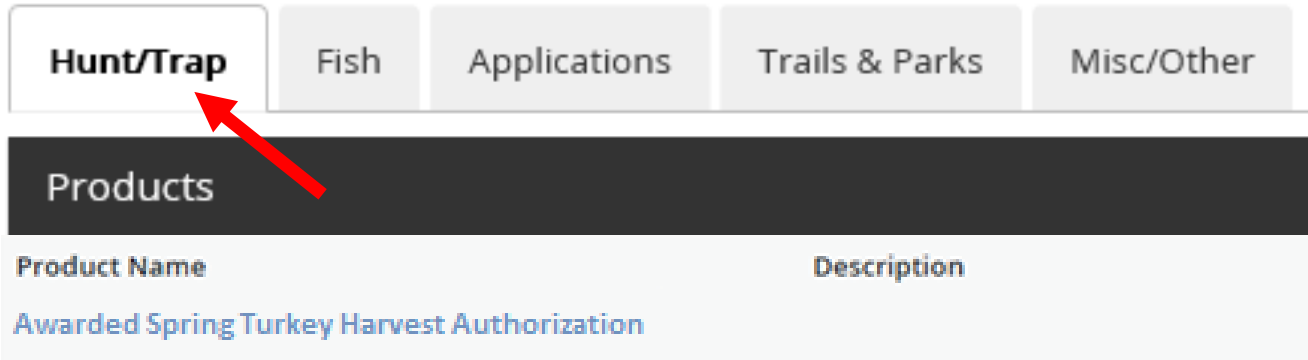 Hunt/Trap Fish Applications Trails & Parks Misc/Other
Products
Product Name Description
Awarded Spring Turkey Harvest Authorization